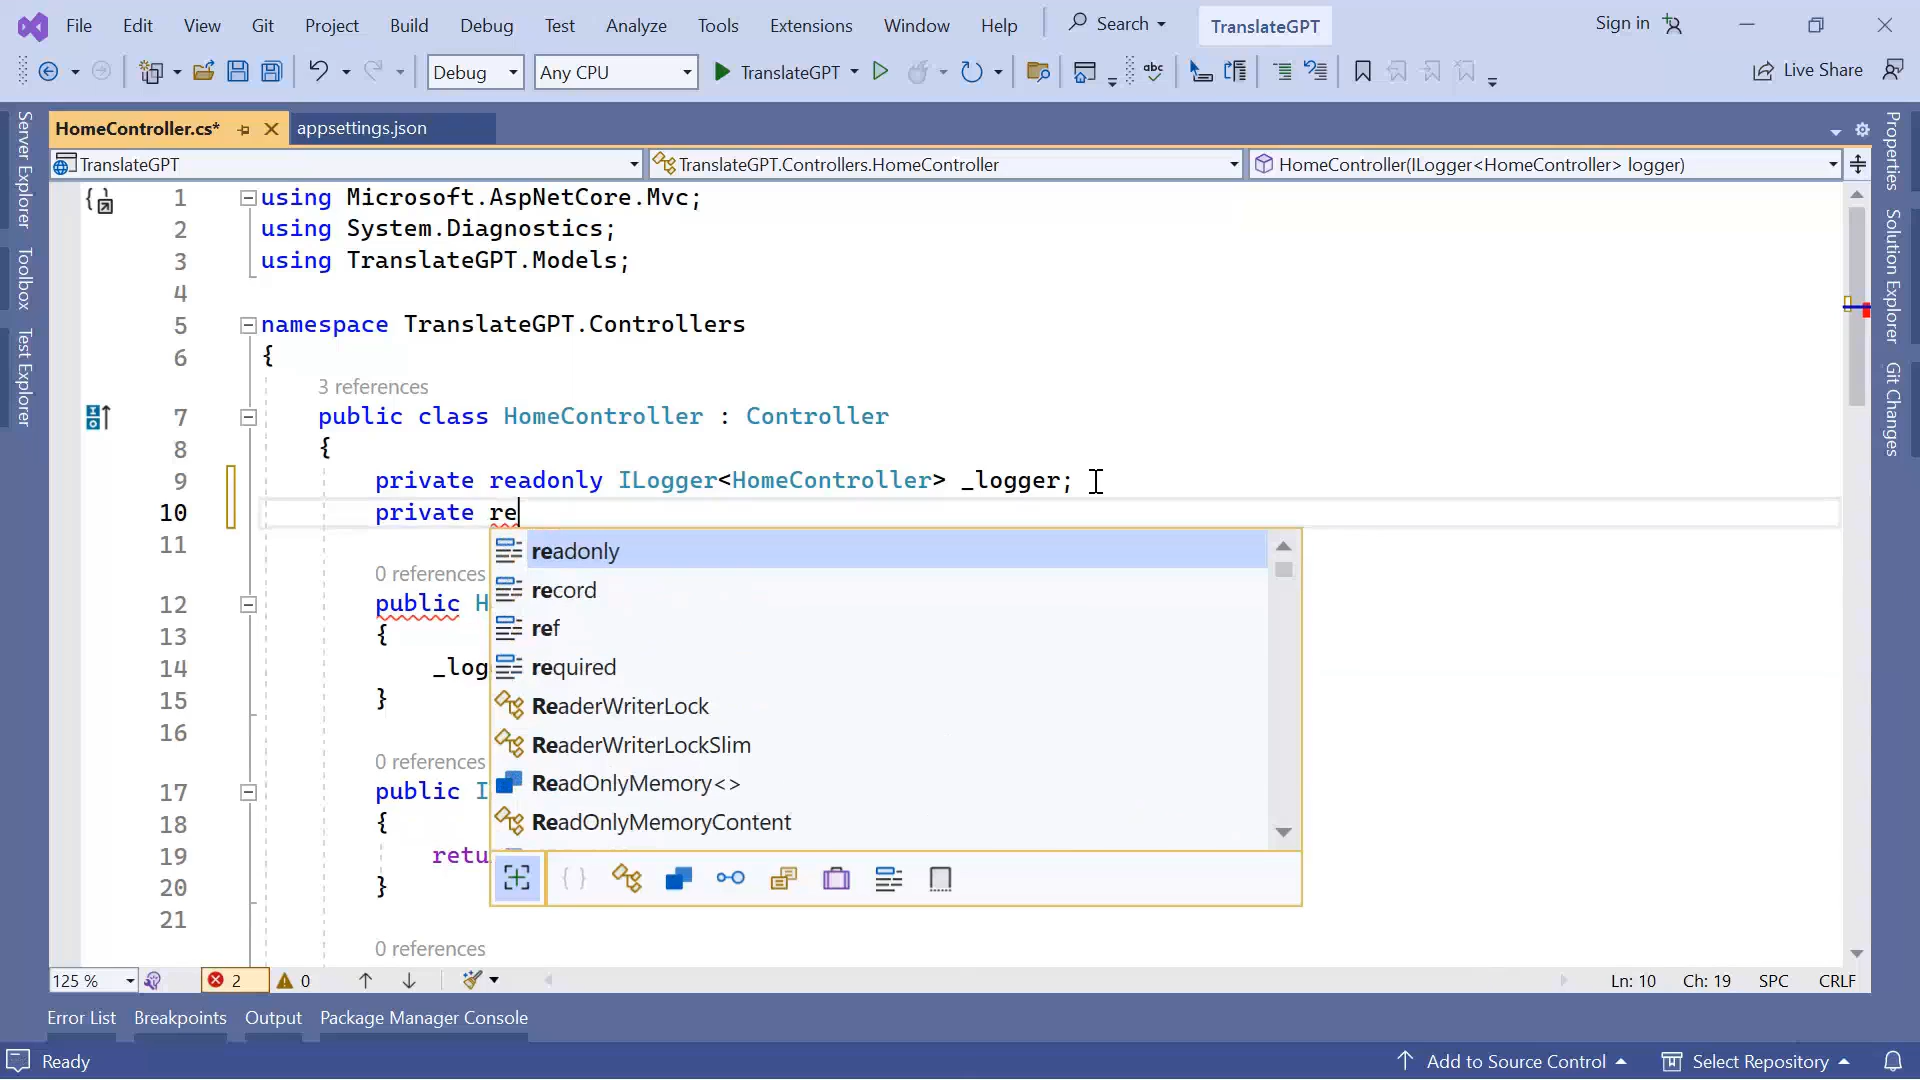 File Edit View Git Project Build Debug Test Analyze Tools Extensions Window Help Search TranslateGPT Sign in
Debug Any CPU TranslateGPT Live Share
HomeController.cs* appsettings.json
TranslateGPT TranslateGPT.Controllers.HomeController HomeController(ILogger<HomeController> logger)
Server Explorer
Toolbox
Test Explorer
1 using Microsoft.AspNetCore.Mvc;
2 using System.Diagnostics;
3 using TranslateGPT.Models;
4
5 namespace TranslateGPT.Controllers
6 {
3 references
7 public class HomeController : Controller
8 {
9 private readonly ILogger<HomeController> _logger;
10 private re
11
0 references
12 public H
13 {
14 _log
15 }
16
0 references
17 public I
18 {
19 retu
20 }
21
0 references
readonly
record
ref
required
ReaderWriterLock
ReaderWriterLockSlim
ReadOnlyMemory<>
ReadOnlyMemoryContent
Properties
Solution Explorer
Git Changes
125 % 2 0 Ln: 10 Ch: 19 SPC CRLF
Error List Breakpoints Output Package Manager Console
Ready Add to Source Control Select Repository